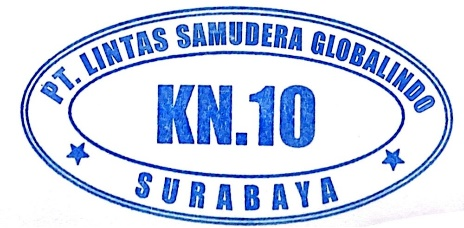 PT. LINTAS SAMUDERA GLOBALINDO
KN.10
SURABAYA